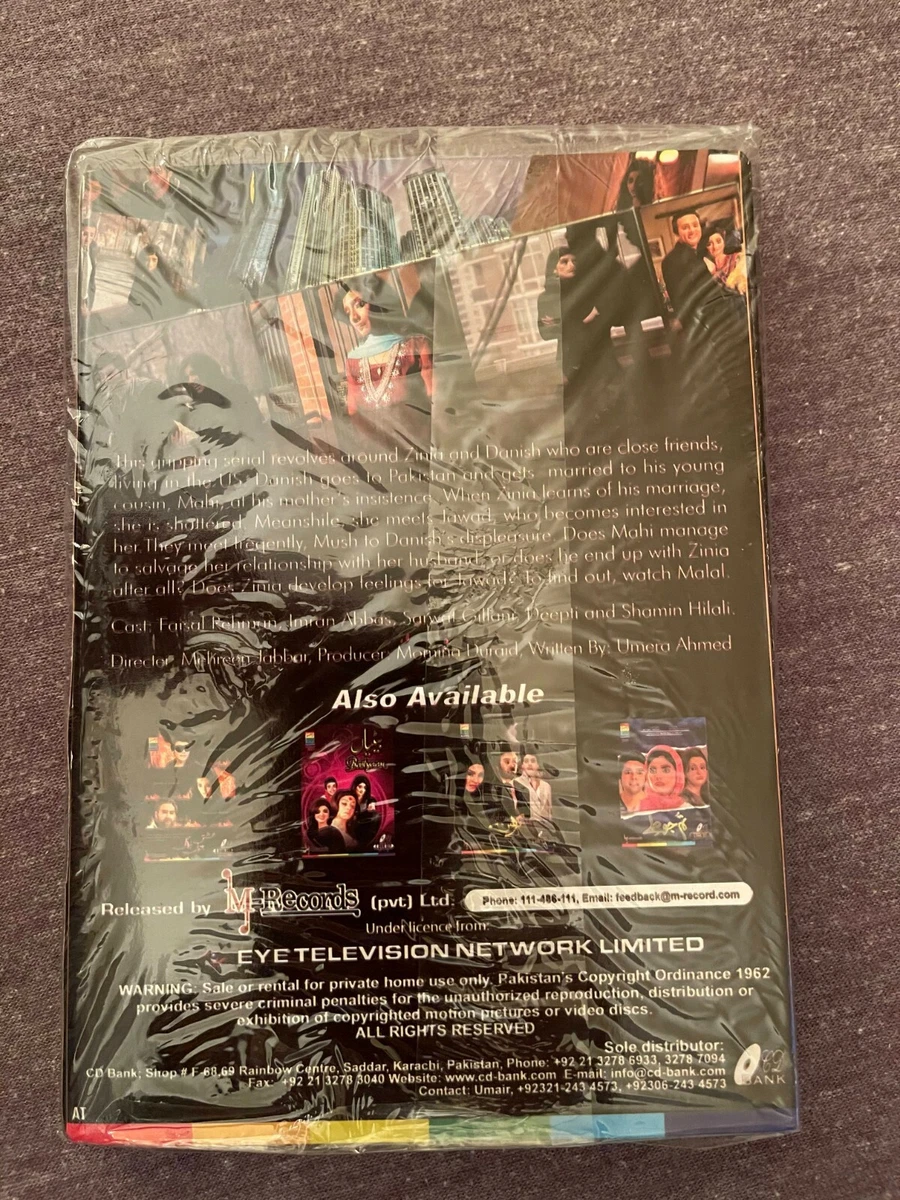 This gripping serial revolves around Zinia and Danish who are close friends,
living in the US. Danish goes to Pakistan and gets married to his young
cousin, Mahi, at his mother's insistence. When Zinia learns of his marriage,
she is shattered. Meanshile, she meets Jawad, who becomes interested in
her.They meet freqently, Mush to Danish's displeasure. Does Mahi manage
to salvage her relationship with her husband, or does he end up with Zinia
after all? Does Zinia develop feelings for Jawad? To find out, watch Malal.
Cast: Faisal Rehman, Imran Abbas, Sarwat Gillani, Deepti and Shamin Hilali.
Director: Mehreen Jabbar, Producer: Momina Duraid, Written By: Umera Ahmed
Also Available
بیٹیاں
Released by M-Records (pvt) Ltd.
Phone: 111-486-111, Email: feedback@m-record.com
Under licence from:
EYE TELEVISION NETWORK LIMITED
WARNING: Sale or rental for private home use only. Pakistan's Copyright Ordinance 1962
provides severe criminal penalties for the unauthorized reproduction, distribution or
exhibition of copyrighted motion pictures or video discs.
ALL RIGHTS RESERVED
Sole distributor:
CD Bank; Shop # F-68,69 Rainbow Centre, Saddar, Karachi, Pakistan, Phone: +92 21 3278 6933, 3278 7094
Fax: +92 21 3278 3040 Website: www.cd-bank.com E-mail: info@cd-bank.com
Contact: Umair, +92321-243 4573, +92306-243 4573
CD BANK
AT